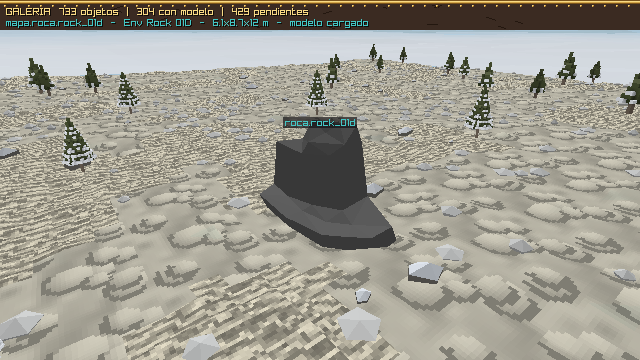 GALERIA  733 objetos  |  304 con modelo  |  429 pendientes
mapa.roca.rock_01d  -  Env Rock 01D  -  6.1x8.7x12 m  -  modelo cargado
roca.rock_01d